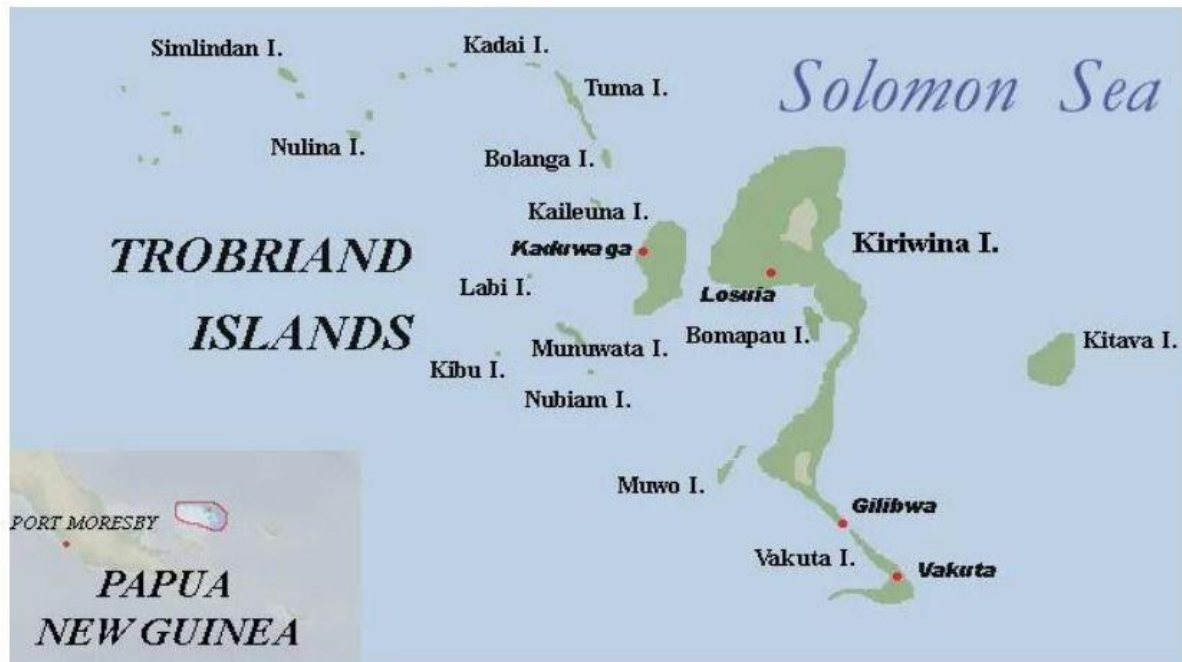 Simlindan I.
Kadai I.
Tuma I.
Solomon Sea
Nulina I.
Bolanga I.
Kaileuna I.
TROBRIAND
ISLANDS
Kaduwaga
Kiriwina I.
Labi I.
Losuia
Munuwata I.
Bomapau I.
Kitava I.
Kibu I.
Nubiam I.
Muwo I.
Gilibwa
Vakuta I.
Vakuta
PORT MORESBY
PAPUA
NEW GUINEA